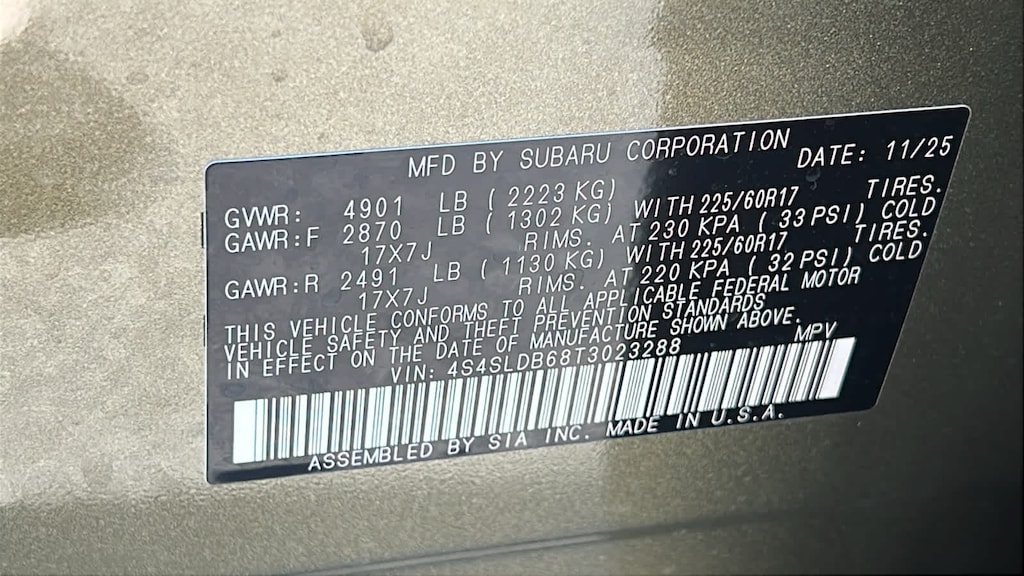 MFD BY SUBARU CORPORATION DATE: 11/25
GVWR: 4901 LB ( 2223 KG)
GAWR:F 2870 LB ( 1302 KG) WITH 225/60R17 TIRES.
17X7J RIMS. AT 230 KPA ( 33 PSI) COLD
GAWR:R 2491 LB ( 1130 KG) WITH 225/60R17 TIRES.
17X7J RIMS. AT 220 KPA ( 32 PSI) COLD
THIS VEHICLE CONFORMS TO ALL APPLICABLE FEDERAL MOTOR
VEHICLE SAFETY AND THEFT PREVENTION STANDARDS
IN EFFECT ON THE DATE OF MANUFACTURE SHOWN ABOVE.
VIN: 4S4SLDB68T3023288 MPV
ASSEMBLED BY SIA INC. MADE IN U.S.A.